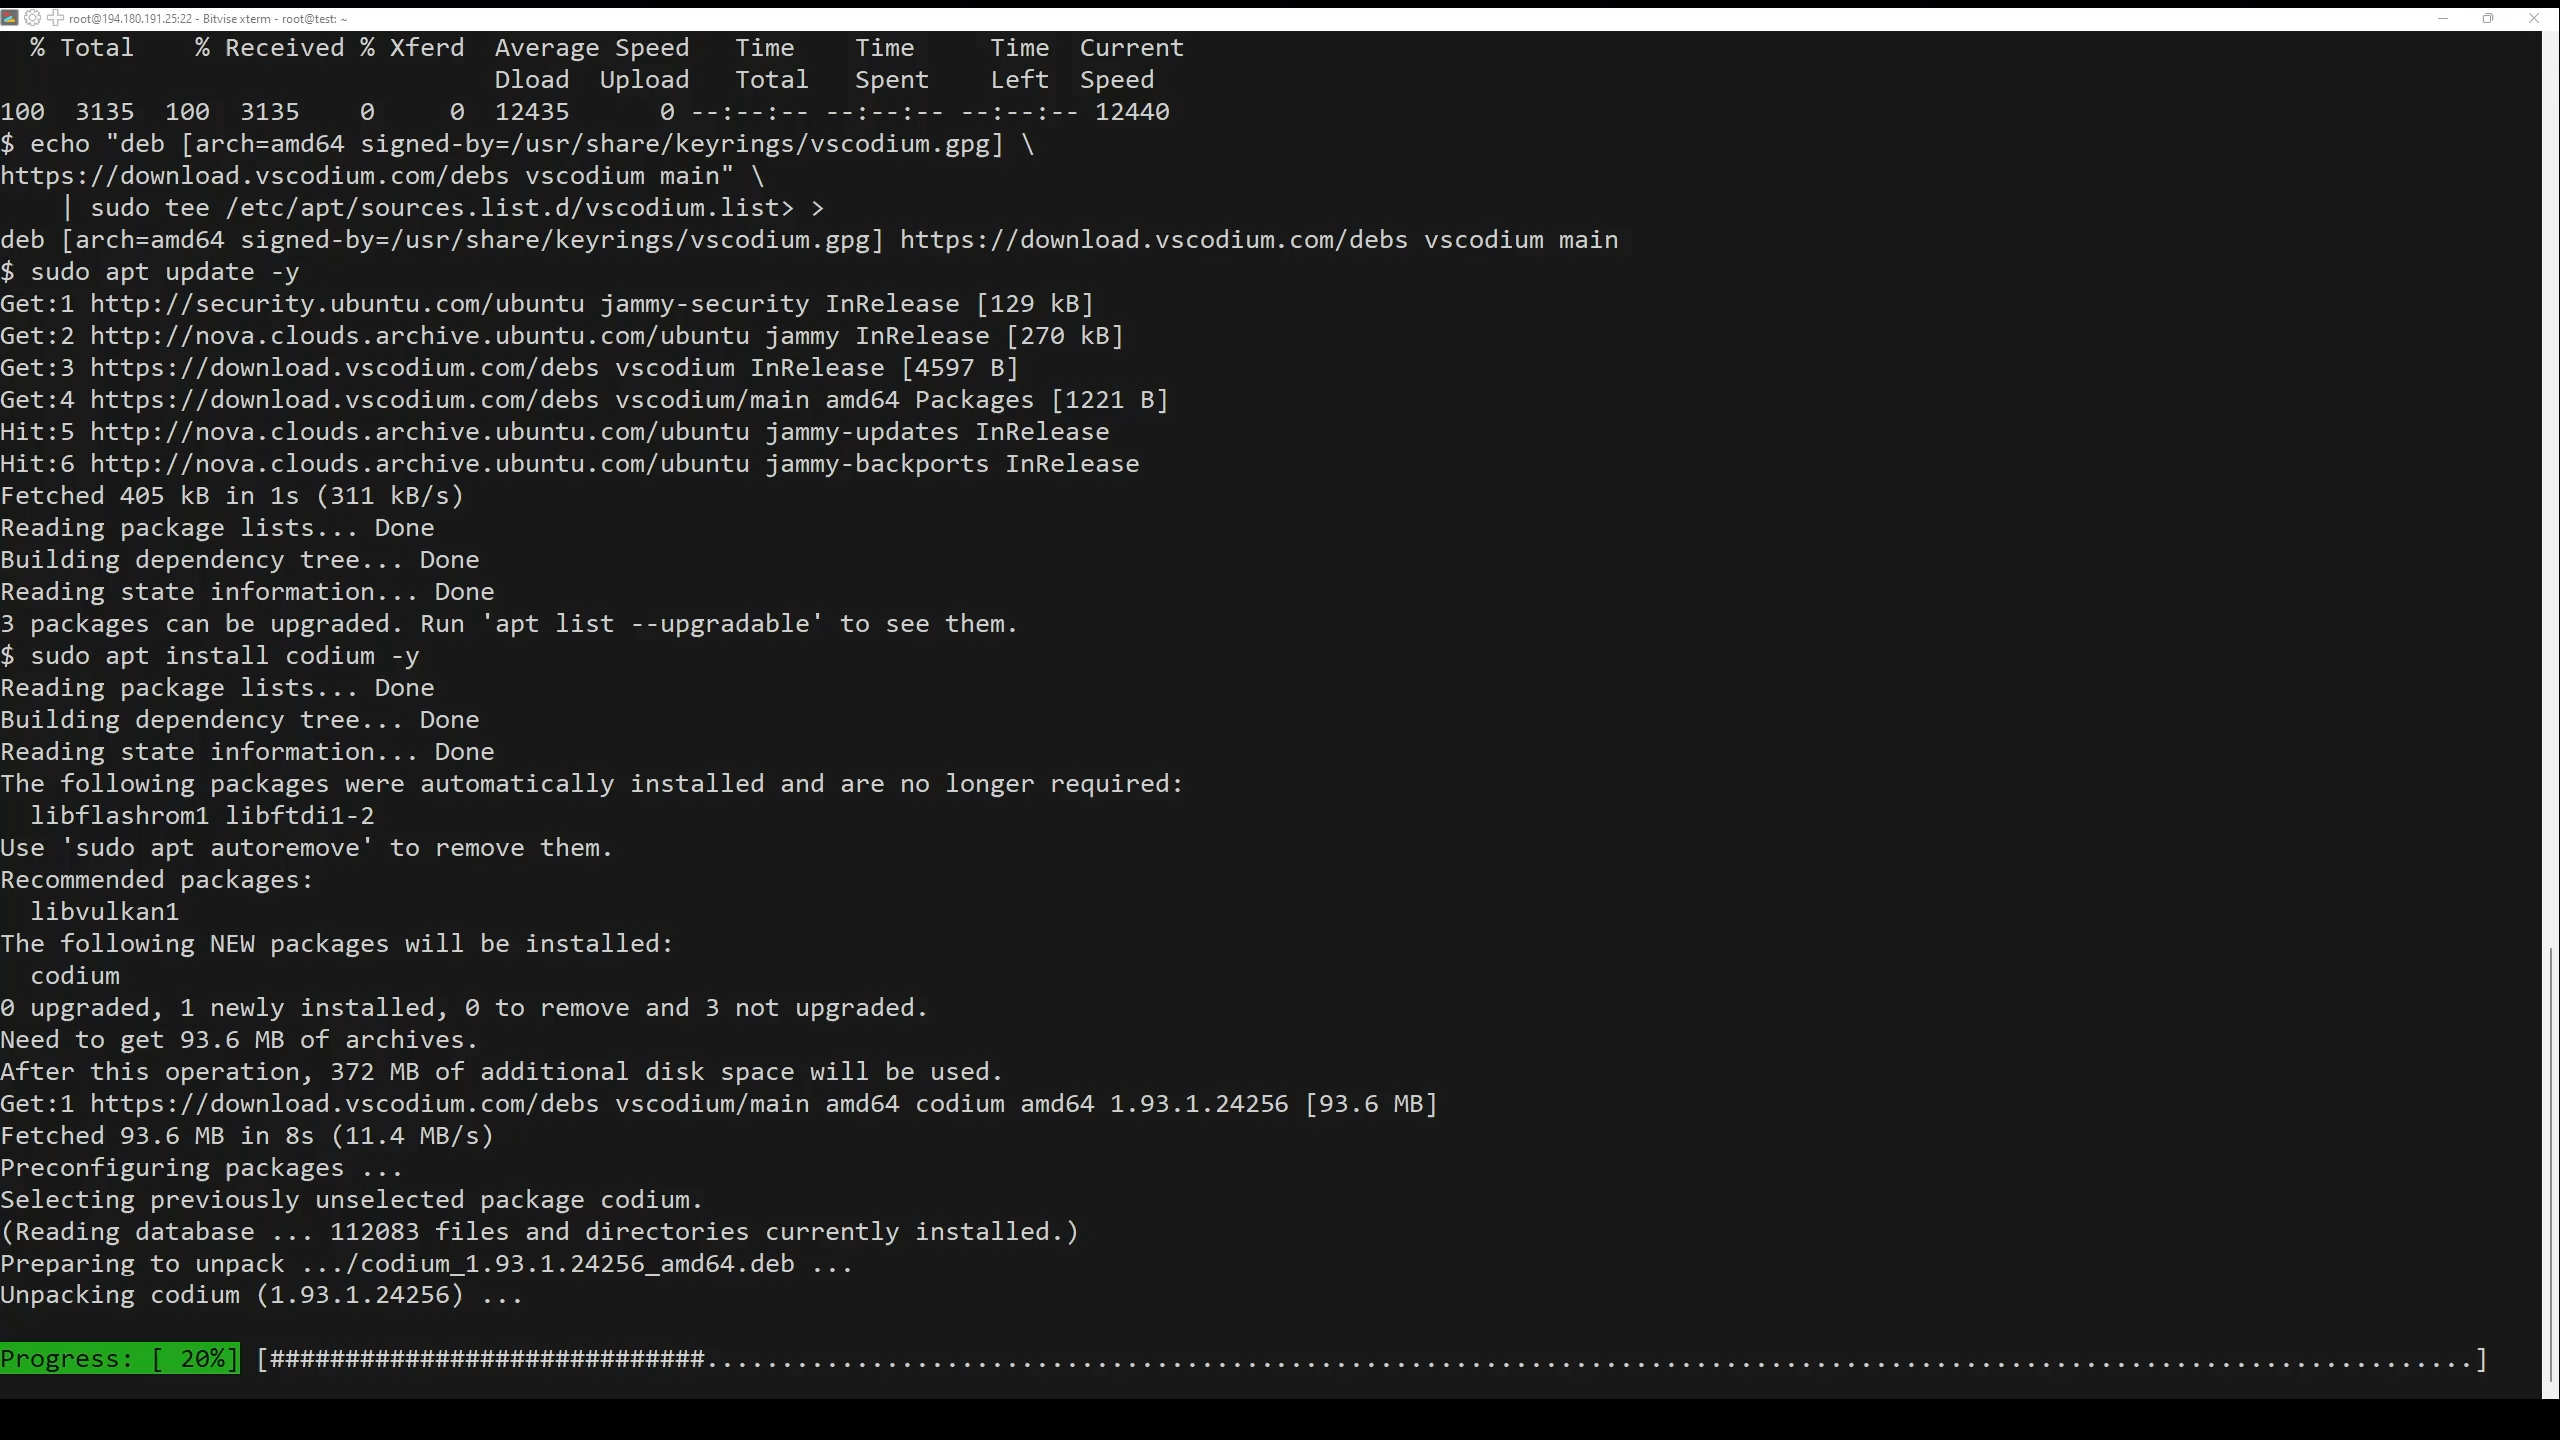 root@194.180.191.25:22 - Bitvise xterm - root@test: ~
  % Total    % Received % Xferd  Average Speed   Time    Time     Time  Current
                                 Dload  Upload   Total   Spent    Left  Speed
100  3135  100  3135    0     0  12435      0 --:--:-- --:--:-- --:--:-- 12440
$ echo "deb [arch=amd64 signed-by=/usr/share/keyrings/vscodium.gpg] \
https://download.vscodium.com/debs vscodium main" \
    | sudo tee /etc/apt/sources.list.d/vscodium.list> >
deb [arch=amd64 signed-by=/usr/share/keyrings/vscodium.gpg] https://download.vscodium.com/debs vscodium main
$ sudo apt update -y
Get:1 http://security.ubuntu.com/ubuntu jammy-security InRelease [129 kB]
Get:2 http://nova.clouds.archive.ubuntu.com/ubuntu jammy InRelease [270 kB]
Get:3 https://download.vscodium.com/debs vscodium InRelease [4597 B]
Get:4 https://download.vscodium.com/debs vscodium/main amd64 Packages [1221 B]
Hit:5 http://nova.clouds.archive.ubuntu.com/ubuntu jammy-updates InRelease
Hit:6 http://nova.clouds.archive.ubuntu.com/ubuntu jammy-backports InRelease
Fetched 405 kB in 1s (311 kB/s)
Reading package lists... Done
Building dependency tree... Done
Reading state information... Done
3 packages can be upgraded. Run 'apt list --upgradable' to see them.
$ sudo apt install codium -y
Reading package lists... Done
Building dependency tree... Done
Reading state information... Done
The following packages were automatically installed and are no longer required:
  libflashrom1 libftdi1-2
Use 'sudo apt autoremove' to remove them.
Recommended packages:
  libvulkan1
The following NEW packages will be installed:
  codium
0 upgraded, 1 newly installed, 0 to remove and 3 not upgraded.
Need to get 93.6 MB of archives.
After this operation, 372 MB of additional disk space will be used.
Get:1 https://download.vscodium.com/debs vscodium/main amd64 codium amd64 1.93.1.24256 [93.6 MB]
Fetched 93.6 MB in 8s (11.4 MB/s)
Preconfiguring packages ...
Selecting previously unselected package codium.
(Reading database ... 112083 files and directories currently installed.)
Preparing to unpack .../codium_1.93.1.24256_amd64.deb ...
Unpacking codium (1.93.1.24256) ...
Progress: [ 20%] [#############################......................................................................................................................]